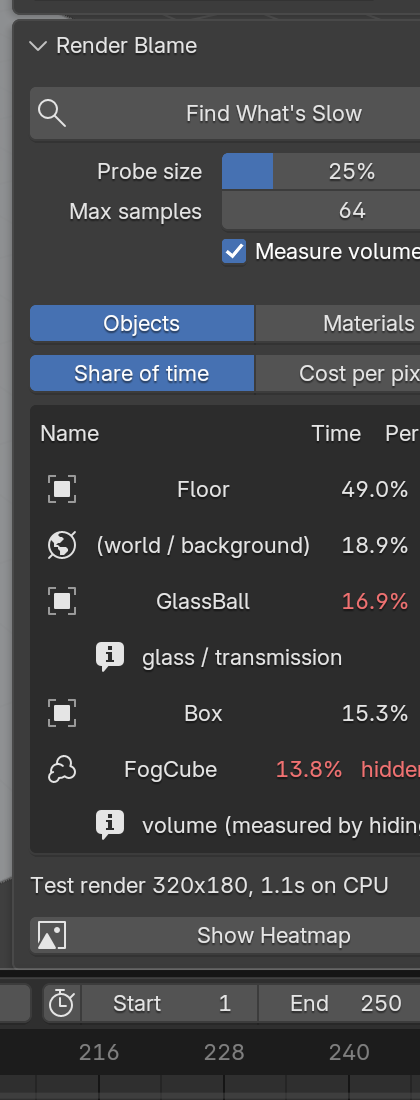 Render Blame
Find What's Slow
Probe size 25%
Max samples 64
Measure volume
Objects Materials
Share of time Cost per pix
Name Time Per
Floor 49.0%
(world / background) 18.9%
GlassBall 16.9%
glass / transmission
Box 15.3%
FogCube 13.8% hidden
volume (measured by hiding
Test render 320x180, 1.1s on CPU
Show Heatmap
Start 1 End 250
216 228 240